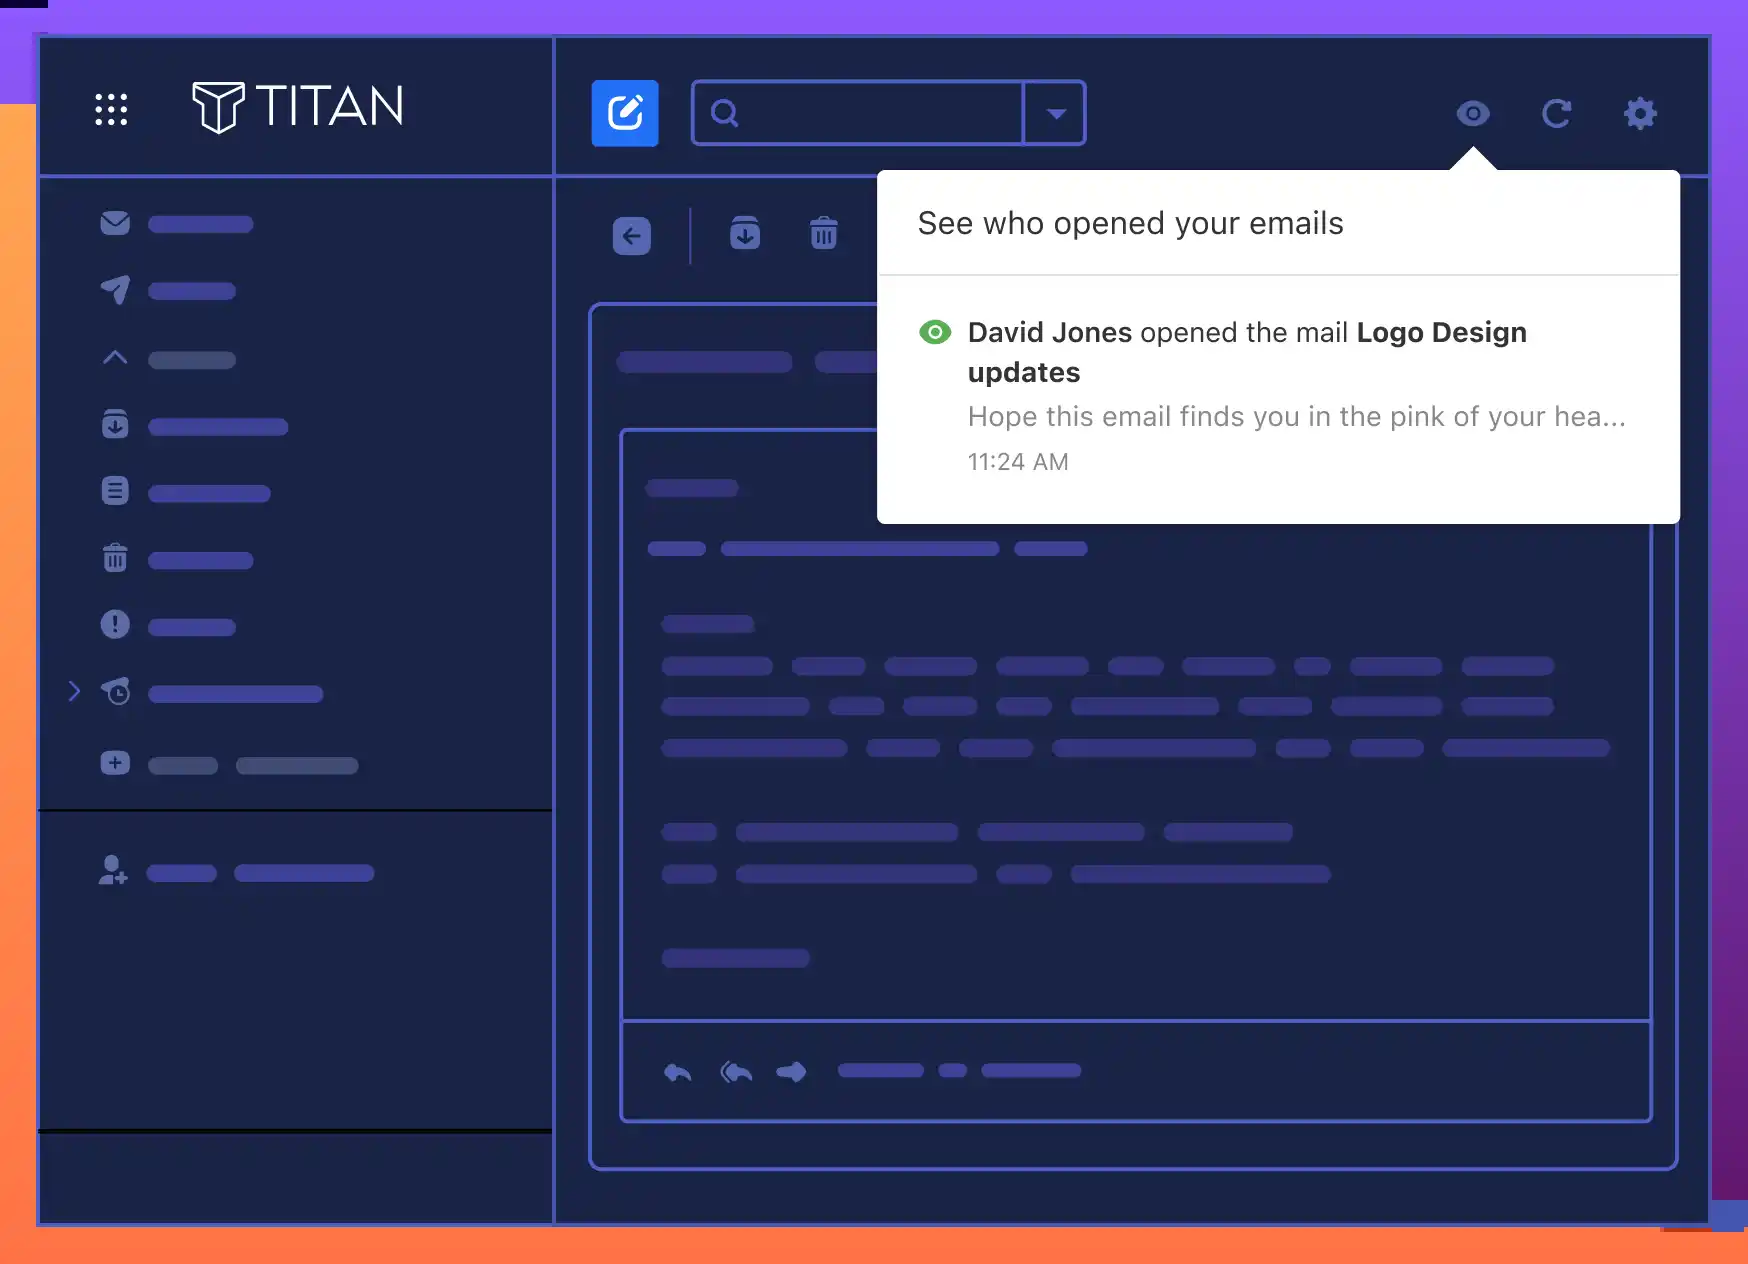 TITAN
See who opened your emails
David Jones opened the mail Logo Design
updates
Hope this email finds you in the pink of your hea...
11:24 AM